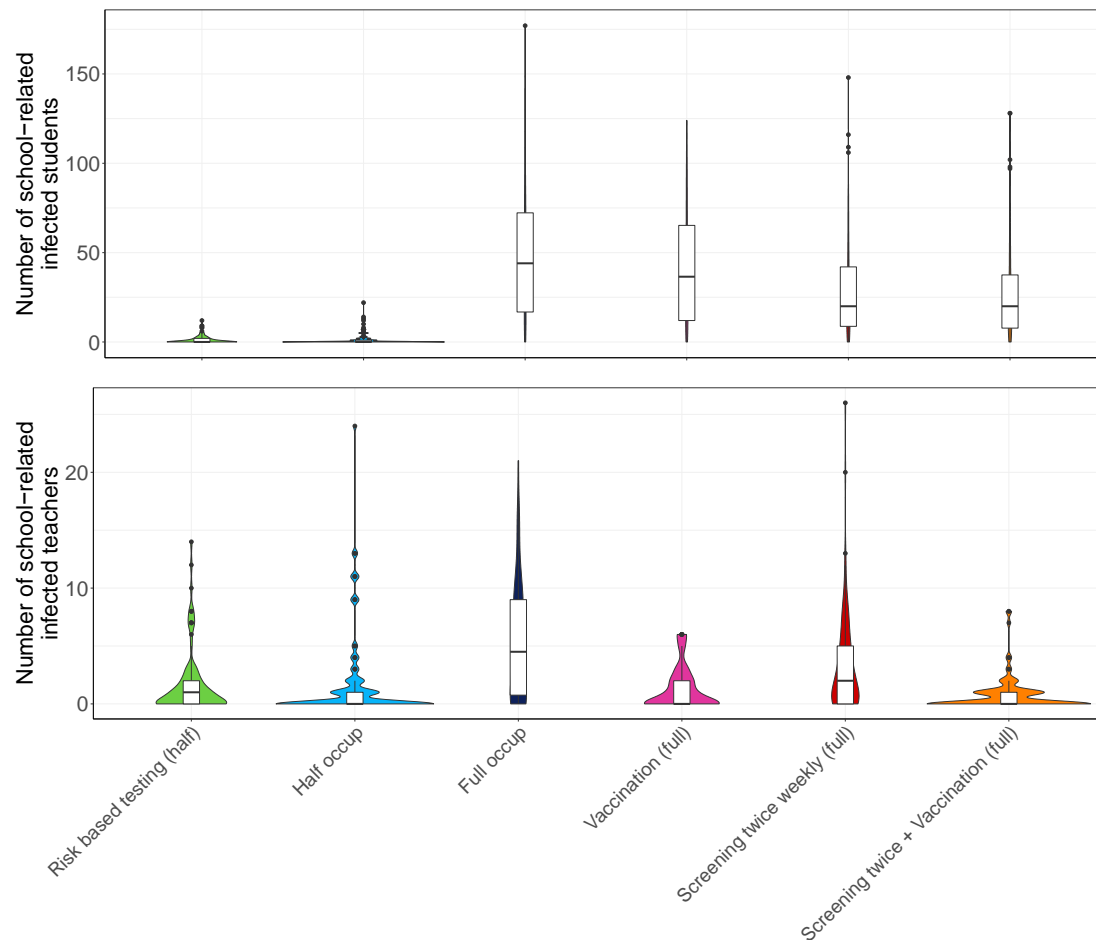 Number of school−related
infected students
150
100
50
0
Number of school−related
infected teachers
20
10
0
Risk based testing (half)
Half occup
Full occup
Vaccination (full)
Screening twice weekly (full)
Screening twice + Vaccination (full)